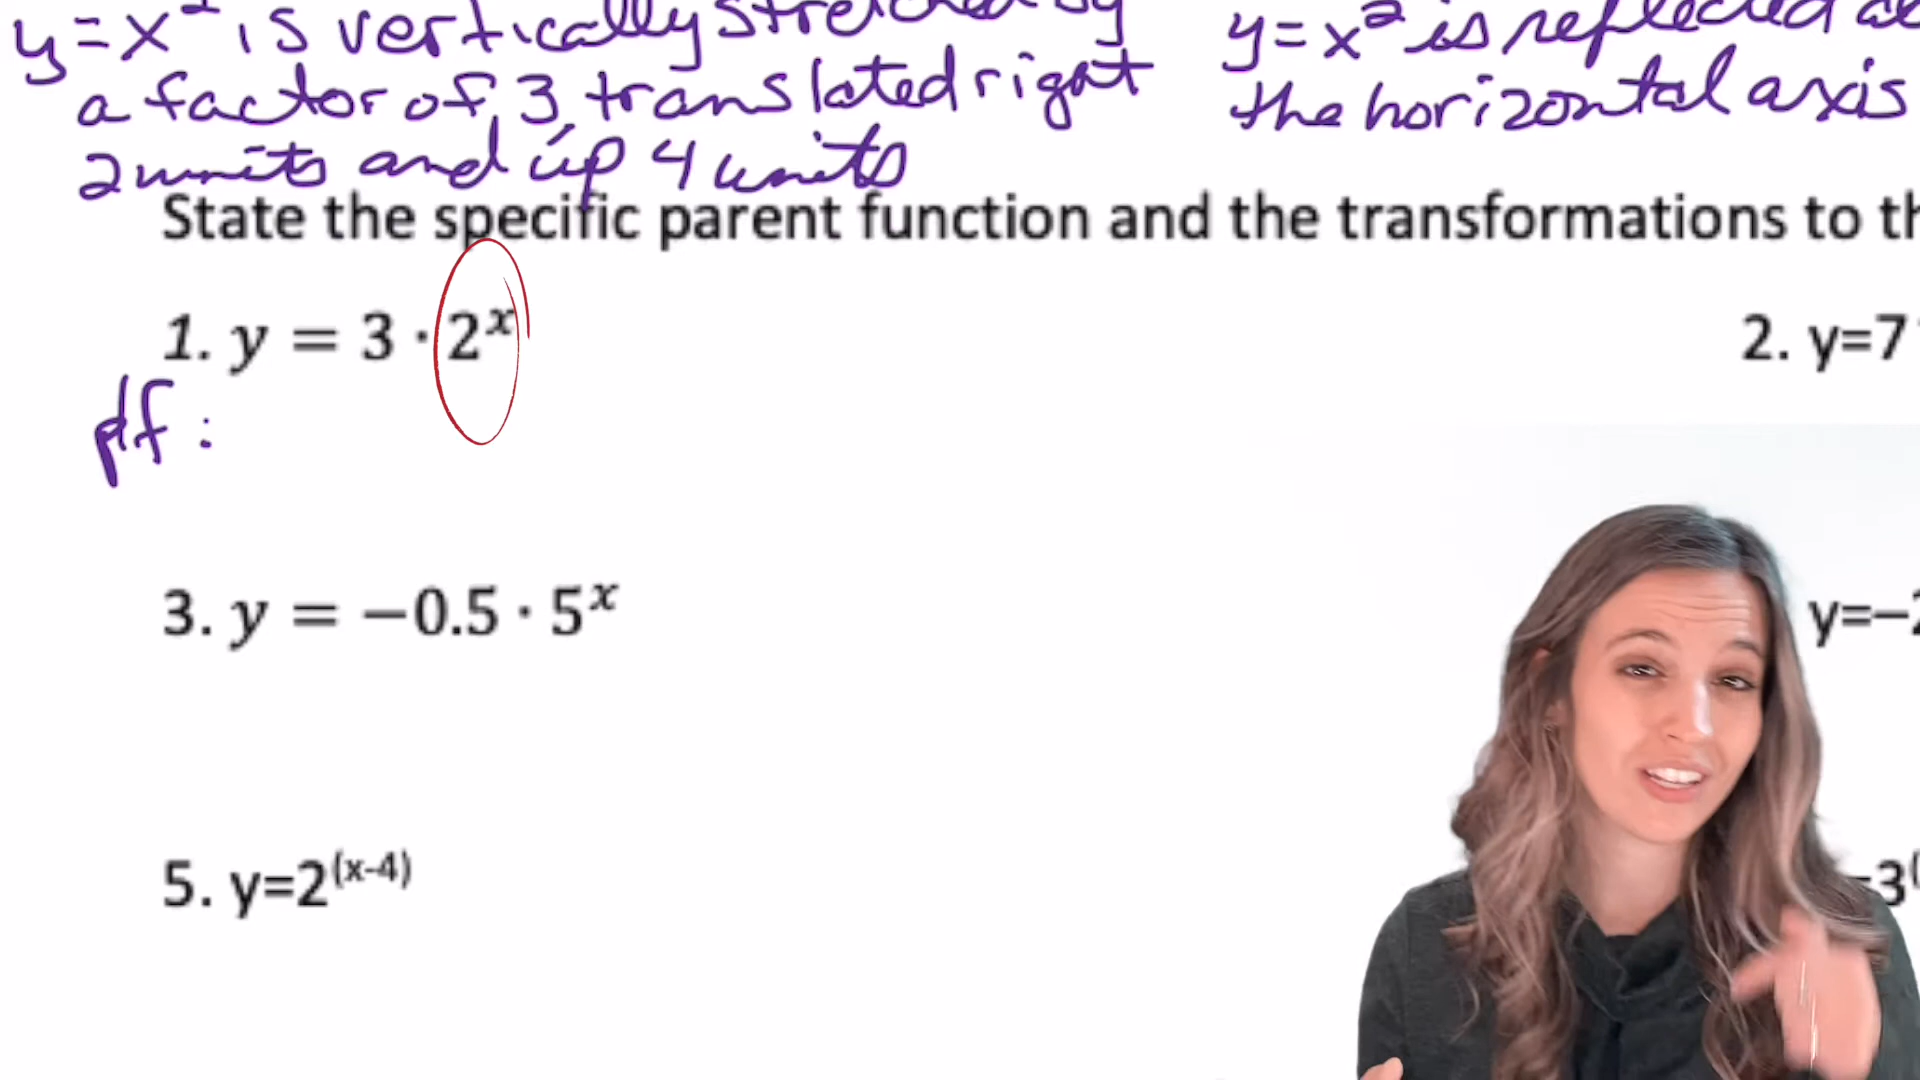 y=x² is vertically stretched by
a factor of 3, translated right
2 units and up 4 units
y=x² is reflected
the horizontal axis
State the specific parent function and the transformations to
1. y = 3 · 2ˣ
2. y=7
pf:
3. y = −0.5 · 5ˣ
y=−2
5. y=2⁽ˣ⁻⁴⁾
=3⁽